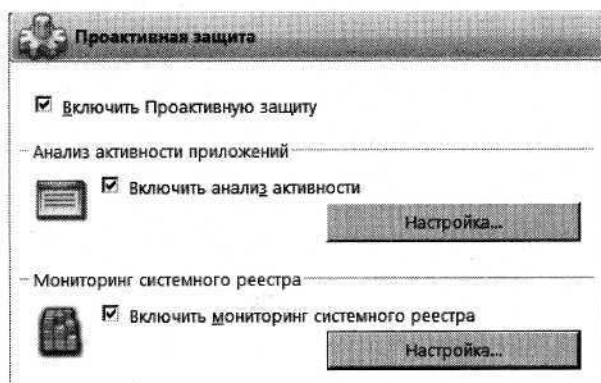 Проактивная защита
Включить Проактивную защиту
Анализ активности приложений
Включить анализ активности
Настройка...
Мониторинг системного реестра
Включить мониторинг системного реестра
Настройка...